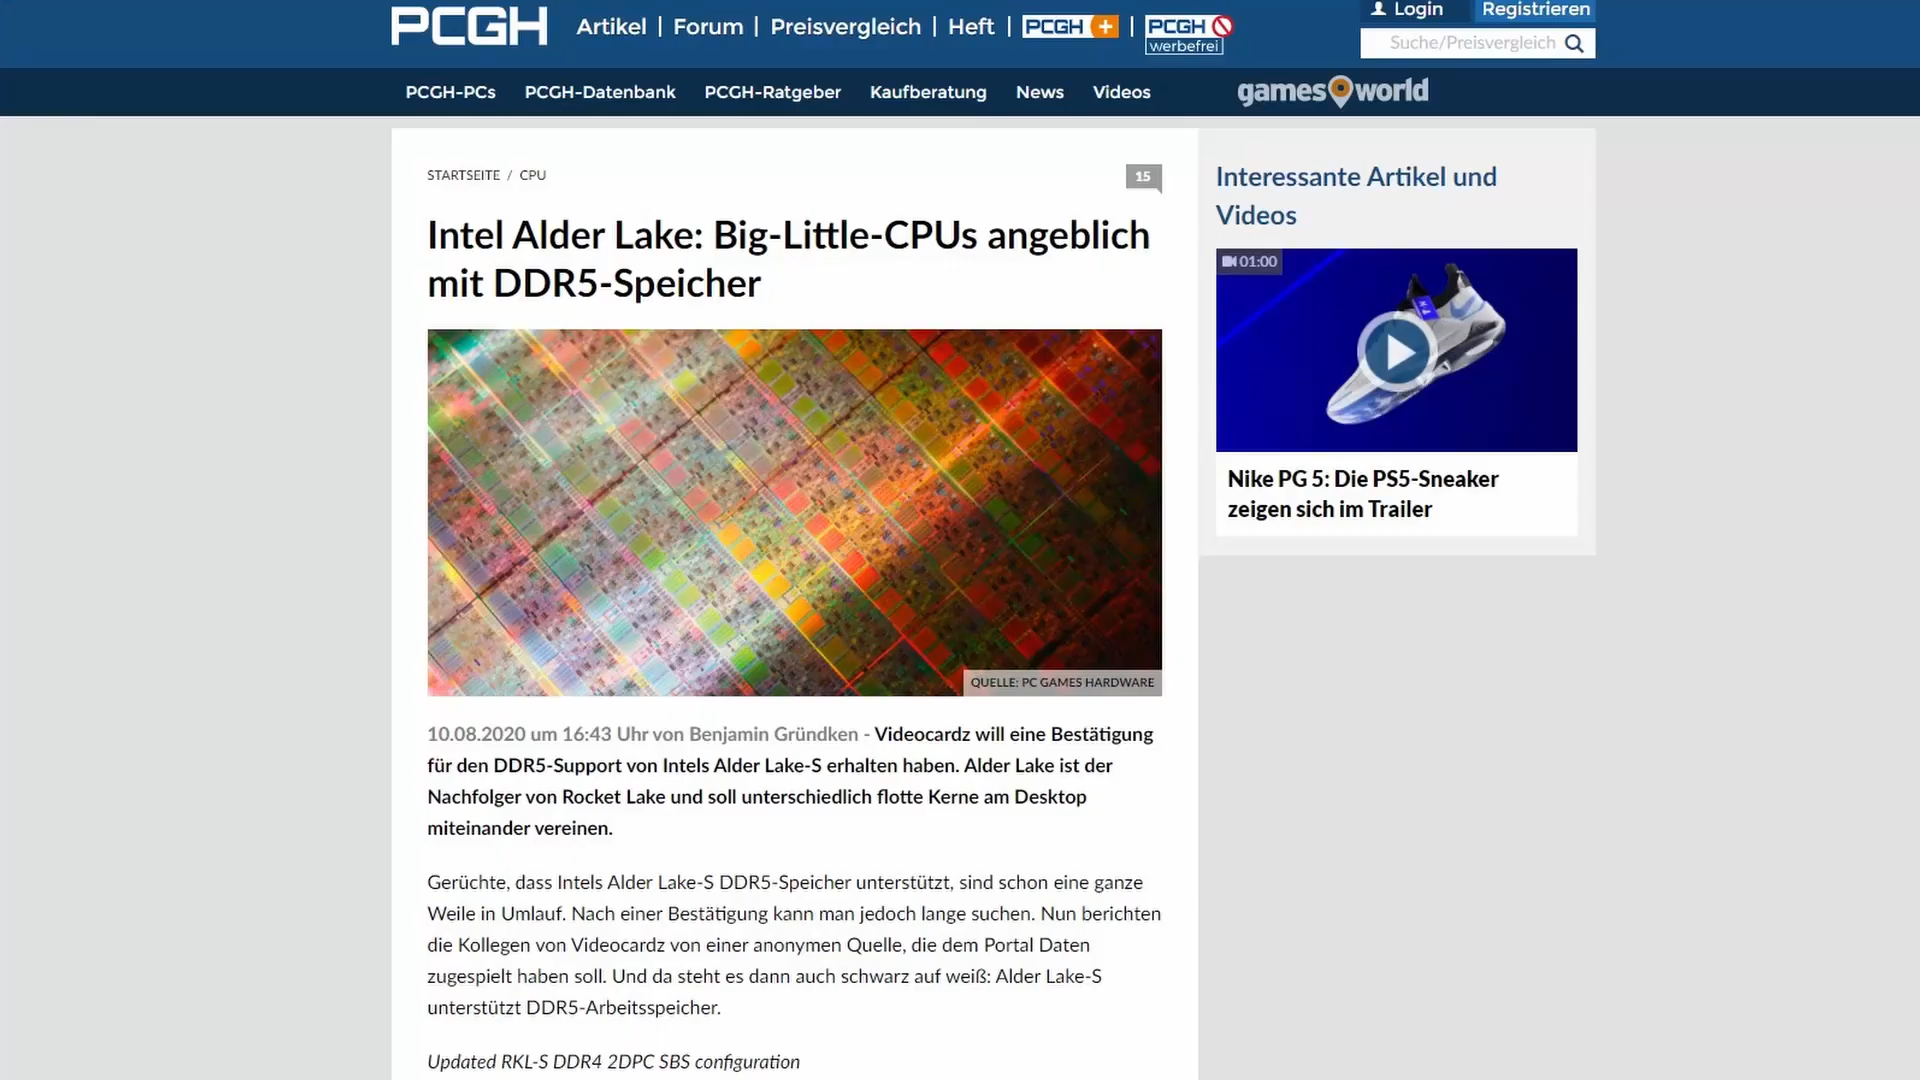 PCGH
Artikel | Forum | Preisvergleich | Heft | PCGH + | PCGH
werbefrei
Login
Registrieren
Suche/Preisvergleich
PCGH-PCs PCGH-Datenbank PCGH-Ratgeber Kaufberatung News Videos
games world
STARTSEITE / CPU
15
Intel Alder Lake: Big-Little-CPUs angeblich
mit DDR5-Speicher
QUELLE: PC GAMES HARDWARE
10.08.2020 um 16:43 Uhr von Benjamin Gründken - Videocardz will eine Bestätigung
für den DDR5-Support von Intels Alder Lake-S erhalten haben. Alder Lake ist der
Nachfolger von Rocket Lake und soll unterschiedlich flotte Kerne am Desktop
miteinander vereinen.
Gerüchte, dass Intels Alder Lake-S DDR5-Speicher unterstützt, sind schon eine ganze
Weile in Umlauf. Nach einer Bestätigung kann man jedoch lange suchen. Nun berichten
die Kollegen von Videocardz von einer anonymen Quelle, die dem Portal Daten
zugespielt haben soll. Und da steht es dann auch schwarz auf weiß: Alder Lake-S
unterstützt DDR5-Arbeitsspeicher.
Updated RKL-S DDR4 2DPC SBS configuration
Interessante Artikel und
Videos
01:00
Nike PG 5: Die PS5-Sneaker
zeigen sich im Trailer